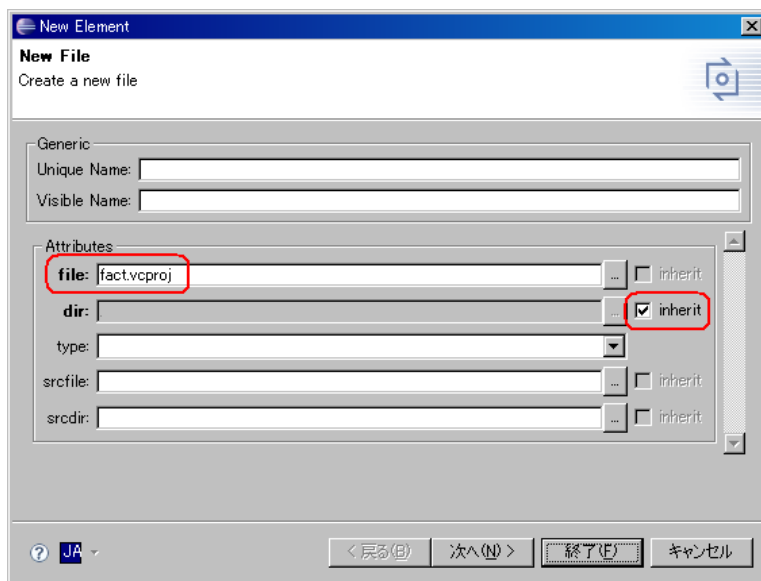 New Element
New File
Create a new file
Generic
Unique Name:
Visible Name:
Attributes
file: fact.vcproj ... inherit
dir: . ... inherit
type:
srcfile: ... inherit
srcdir: ... inherit
? JA < 戻る(B) 次へ(N) > 終了(F) キャンセル